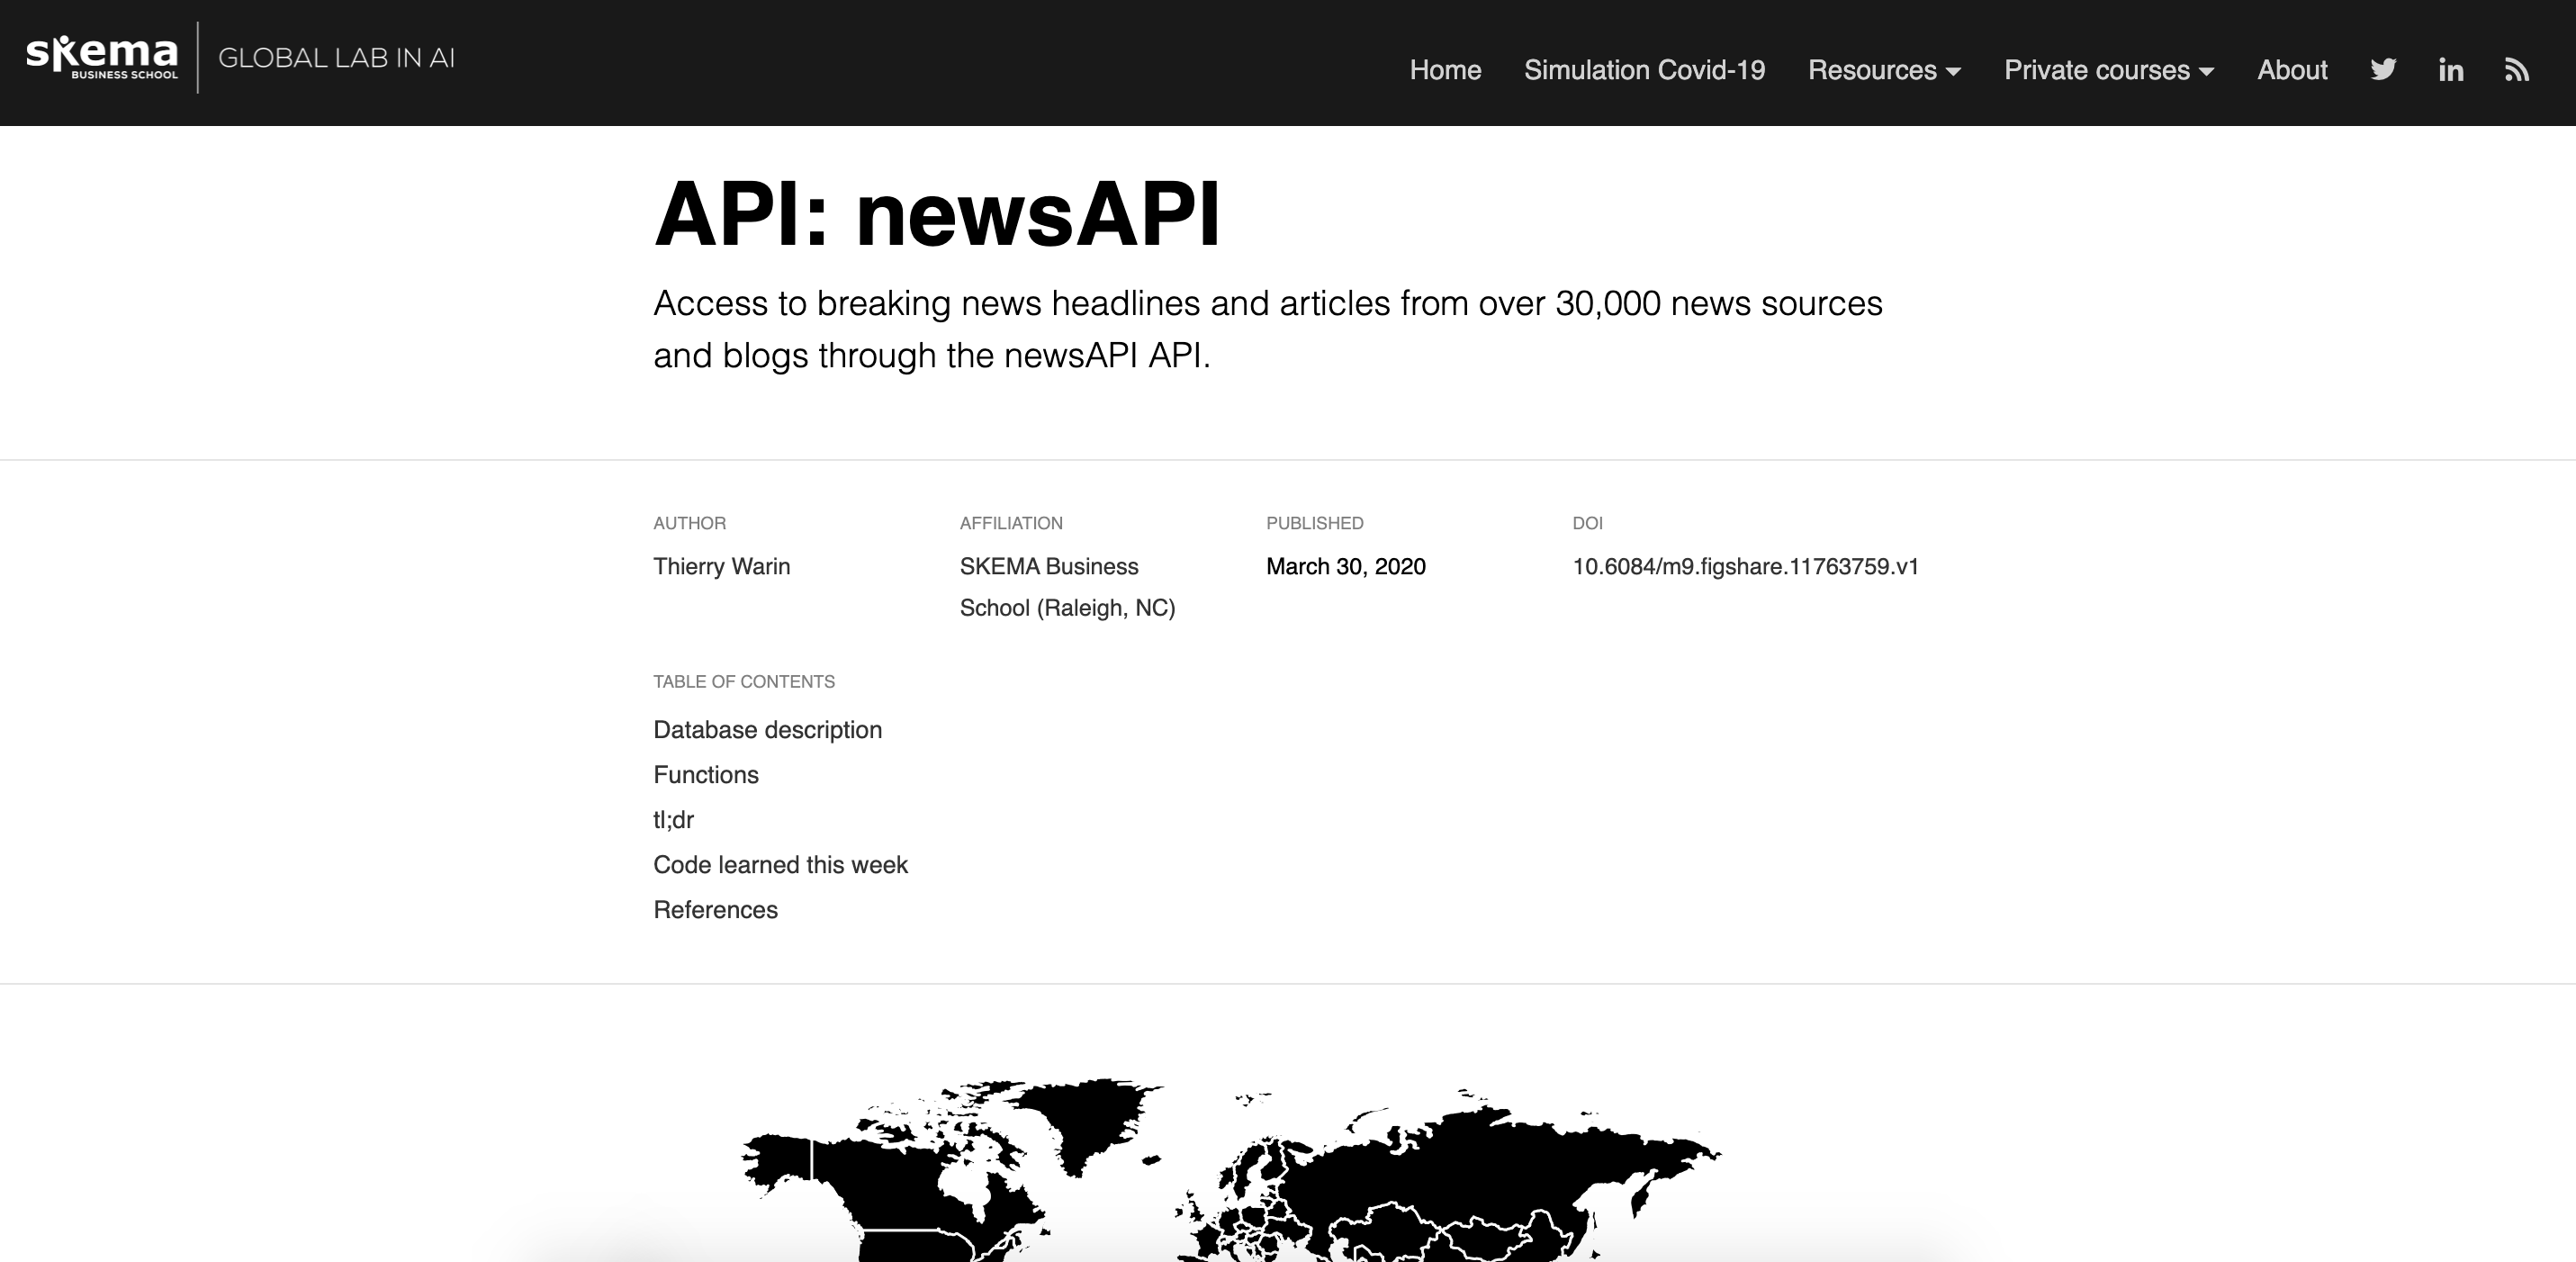 skema
BUSINESS SCHOOL
GLOBAL LAB IN AI
Home Simulation Covid-19 Resources Private courses About
API: newsAPI
Access to breaking news headlines and articles from over 30,000 news sources
and blogs through the newsAPI API.
AUTHOR AFFILIATION PUBLISHED DOI
Thierry Warin SKEMA Business March 30, 2020 10.6084/m9.figshare.11763759.v1
School (Raleigh, NC)
TABLE OF CONTENTS
Database description
Functions
tl;dr
Code learned this week
References